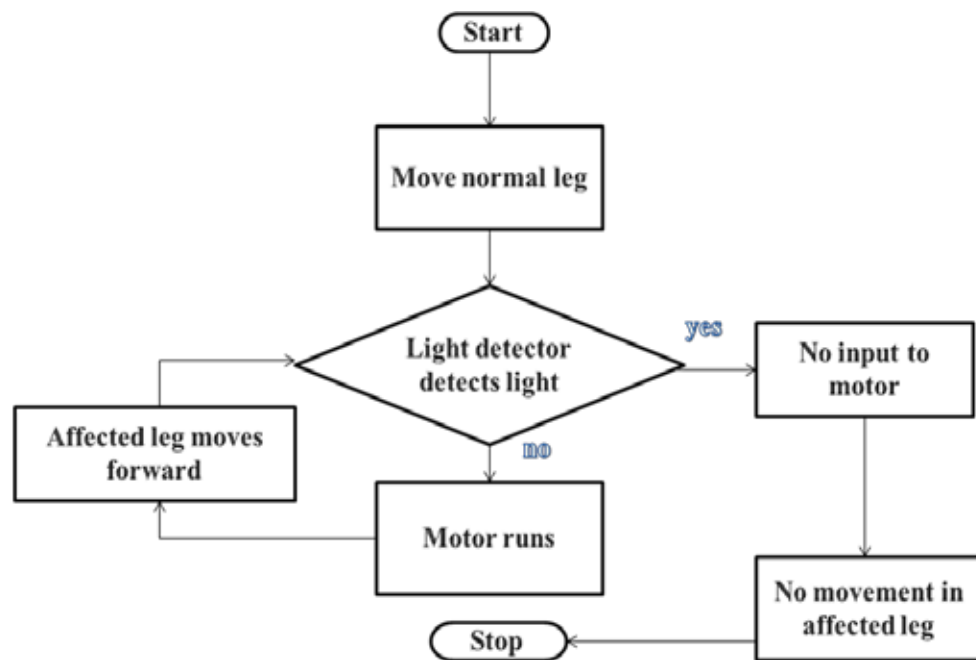 Start
Move normal leg
Light detector
detects light
yes
No input to
motor
no
Affected leg moves
forward
Motor runs
No movement in
affected leg
Stop